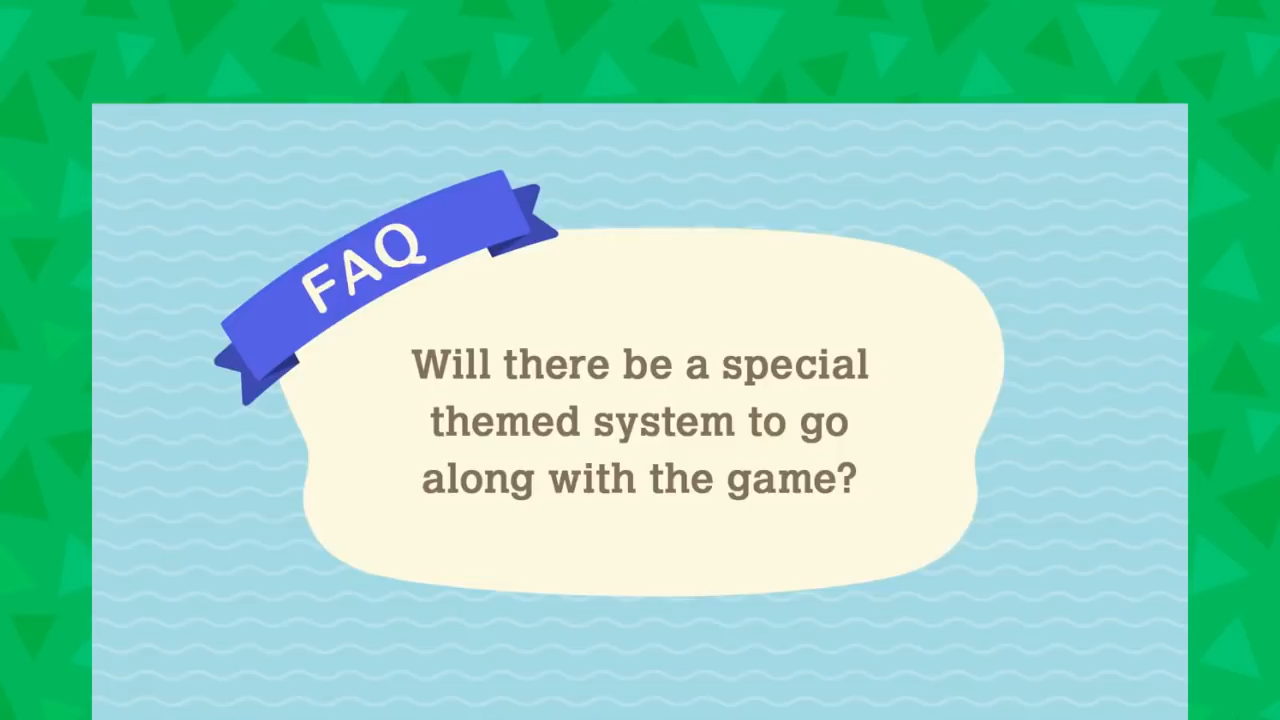 FAQ
Will there be a special
themed system to go
along with the game?